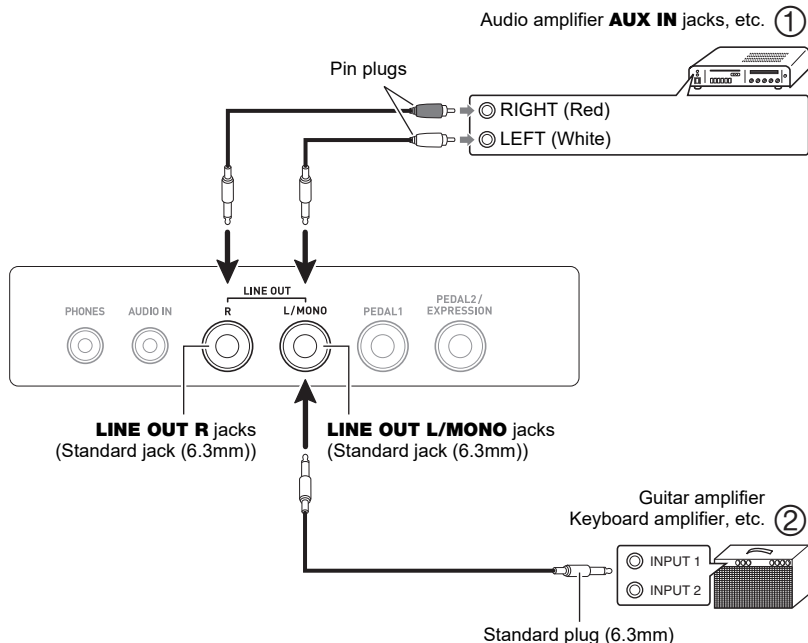 Audio amplifier AUX IN jacks, etc. ①
Pin plugs
RIGHT (Red)
LEFT (White)
LINE OUT
PHONES
AUDIO IN
R
L/MONO
PEDAL1
PEDAL2/
EXPRESSION
LINE OUT R jacks
(Standard jack (6.3mm))
LINE OUT L/MONO jacks
(Standard jack (6.3mm))
Guitar amplifier
Keyboard amplifier, etc. ②
INPUT 1
INPUT 2
Standard plug (6.3mm)